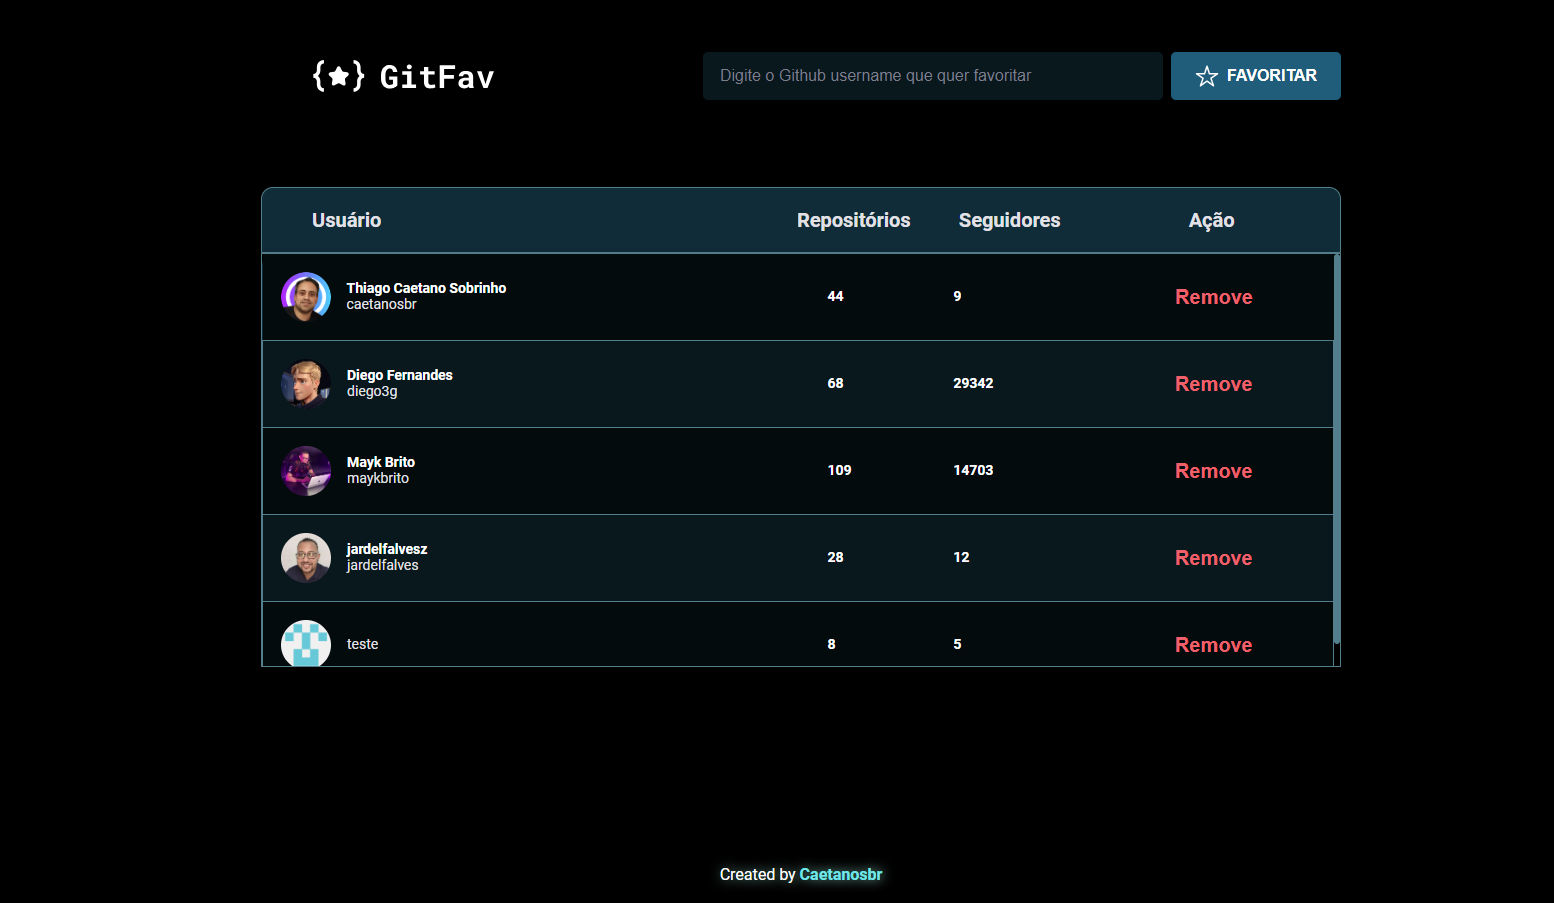 {★} GitFav
Digite o Github username que quer favoritar
FAVORITAR
Usuário Repositórios Seguidores Ação
Thiago Caetano Sobrinho
caetanosbr
44 9 Remove
Diego Fernandes
diego3g
68 29342 Remove
Mayk Brito
maykbrito
109 14703 Remove
jardelfalvesz
jardelfalves
28 12 Remove
teste 8 5 Remove
Created by Caetanosbr